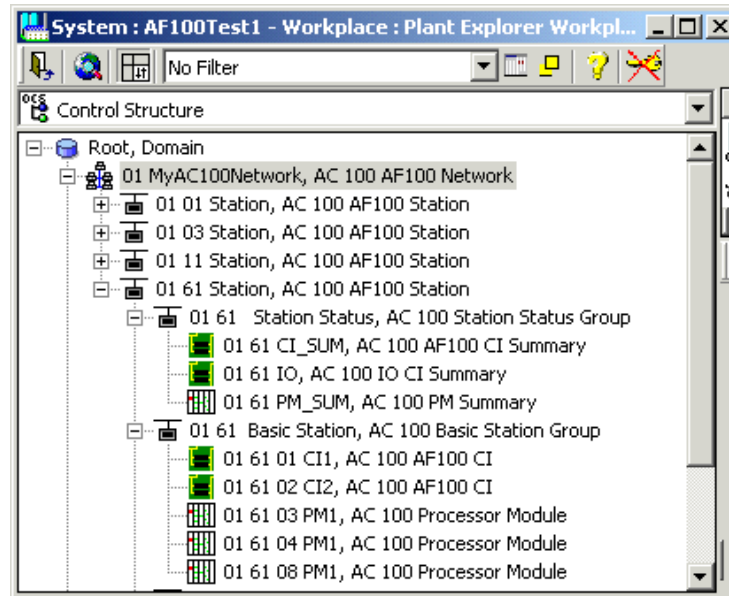 System : AF100Test1 - Workplace : Plant Explorer Workpl...
No Filter
ocs
Control Structure
Root, Domain
01 MyAC100Network, AC 100 AF100 Network
01 01 Station, AC 100 AF100 Station
01 03 Station, AC 100 AF100 Station
01 11 Station, AC 100 AF100 Station
01 61 Station, AC 100 AF100 Station
01 61 Station Status, AC 100 Station Status Group
01 61 CI_SUM, AC 100 AF100 CI Summary
01 61 IO, AC 100 IO CI Summary
01 61 PM_SUM, AC 100 PM Summary
01 61 Basic Station, AC 100 Basic Station Group
01 61 01 CI1, AC 100 AF100 CI
01 61 02 CI2, AC 100 AF100 CI
01 61 03 PM1, AC 100 Processor Module
01 61 04 PM1, AC 100 Processor Module
01 61 08 PM1, AC 100 Processor Module